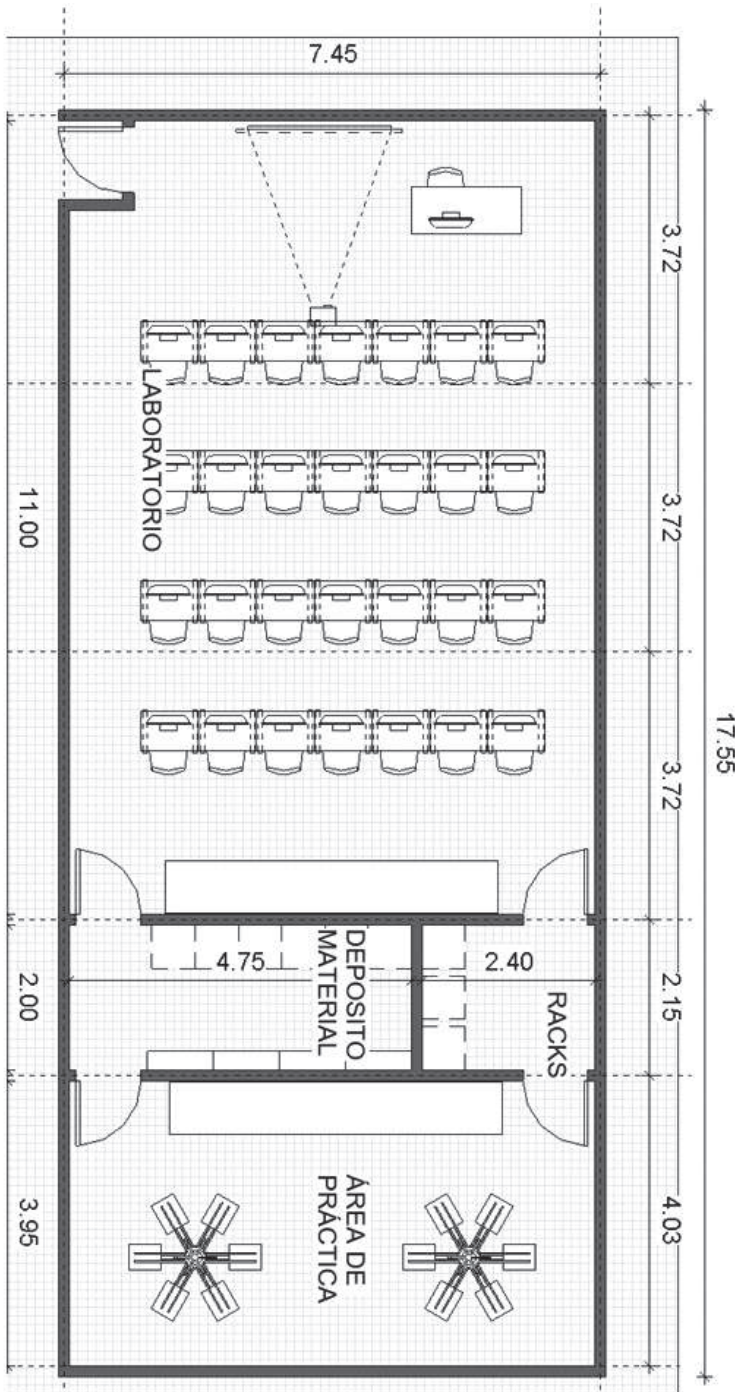 7.45
3.72
LABORATORIO
3.72
11.00
17.55
3.72
4.75
DEPOSITO
MATERIAL
2.40
RACKS
2.00
2.15
ÁREA DE
PRÁCTICA
3.95
4.03